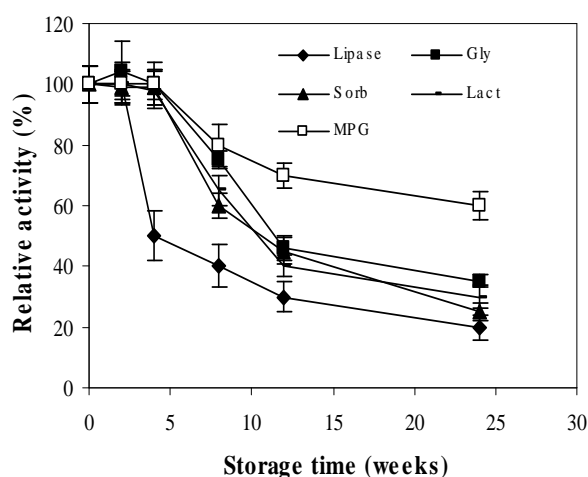 120
100
80
60
40
20
0
Relative activity (%)
Lipase
Gly
Sorb
Lact
MPG
0 5 10 15 20 25 30
Storage time (weeks)